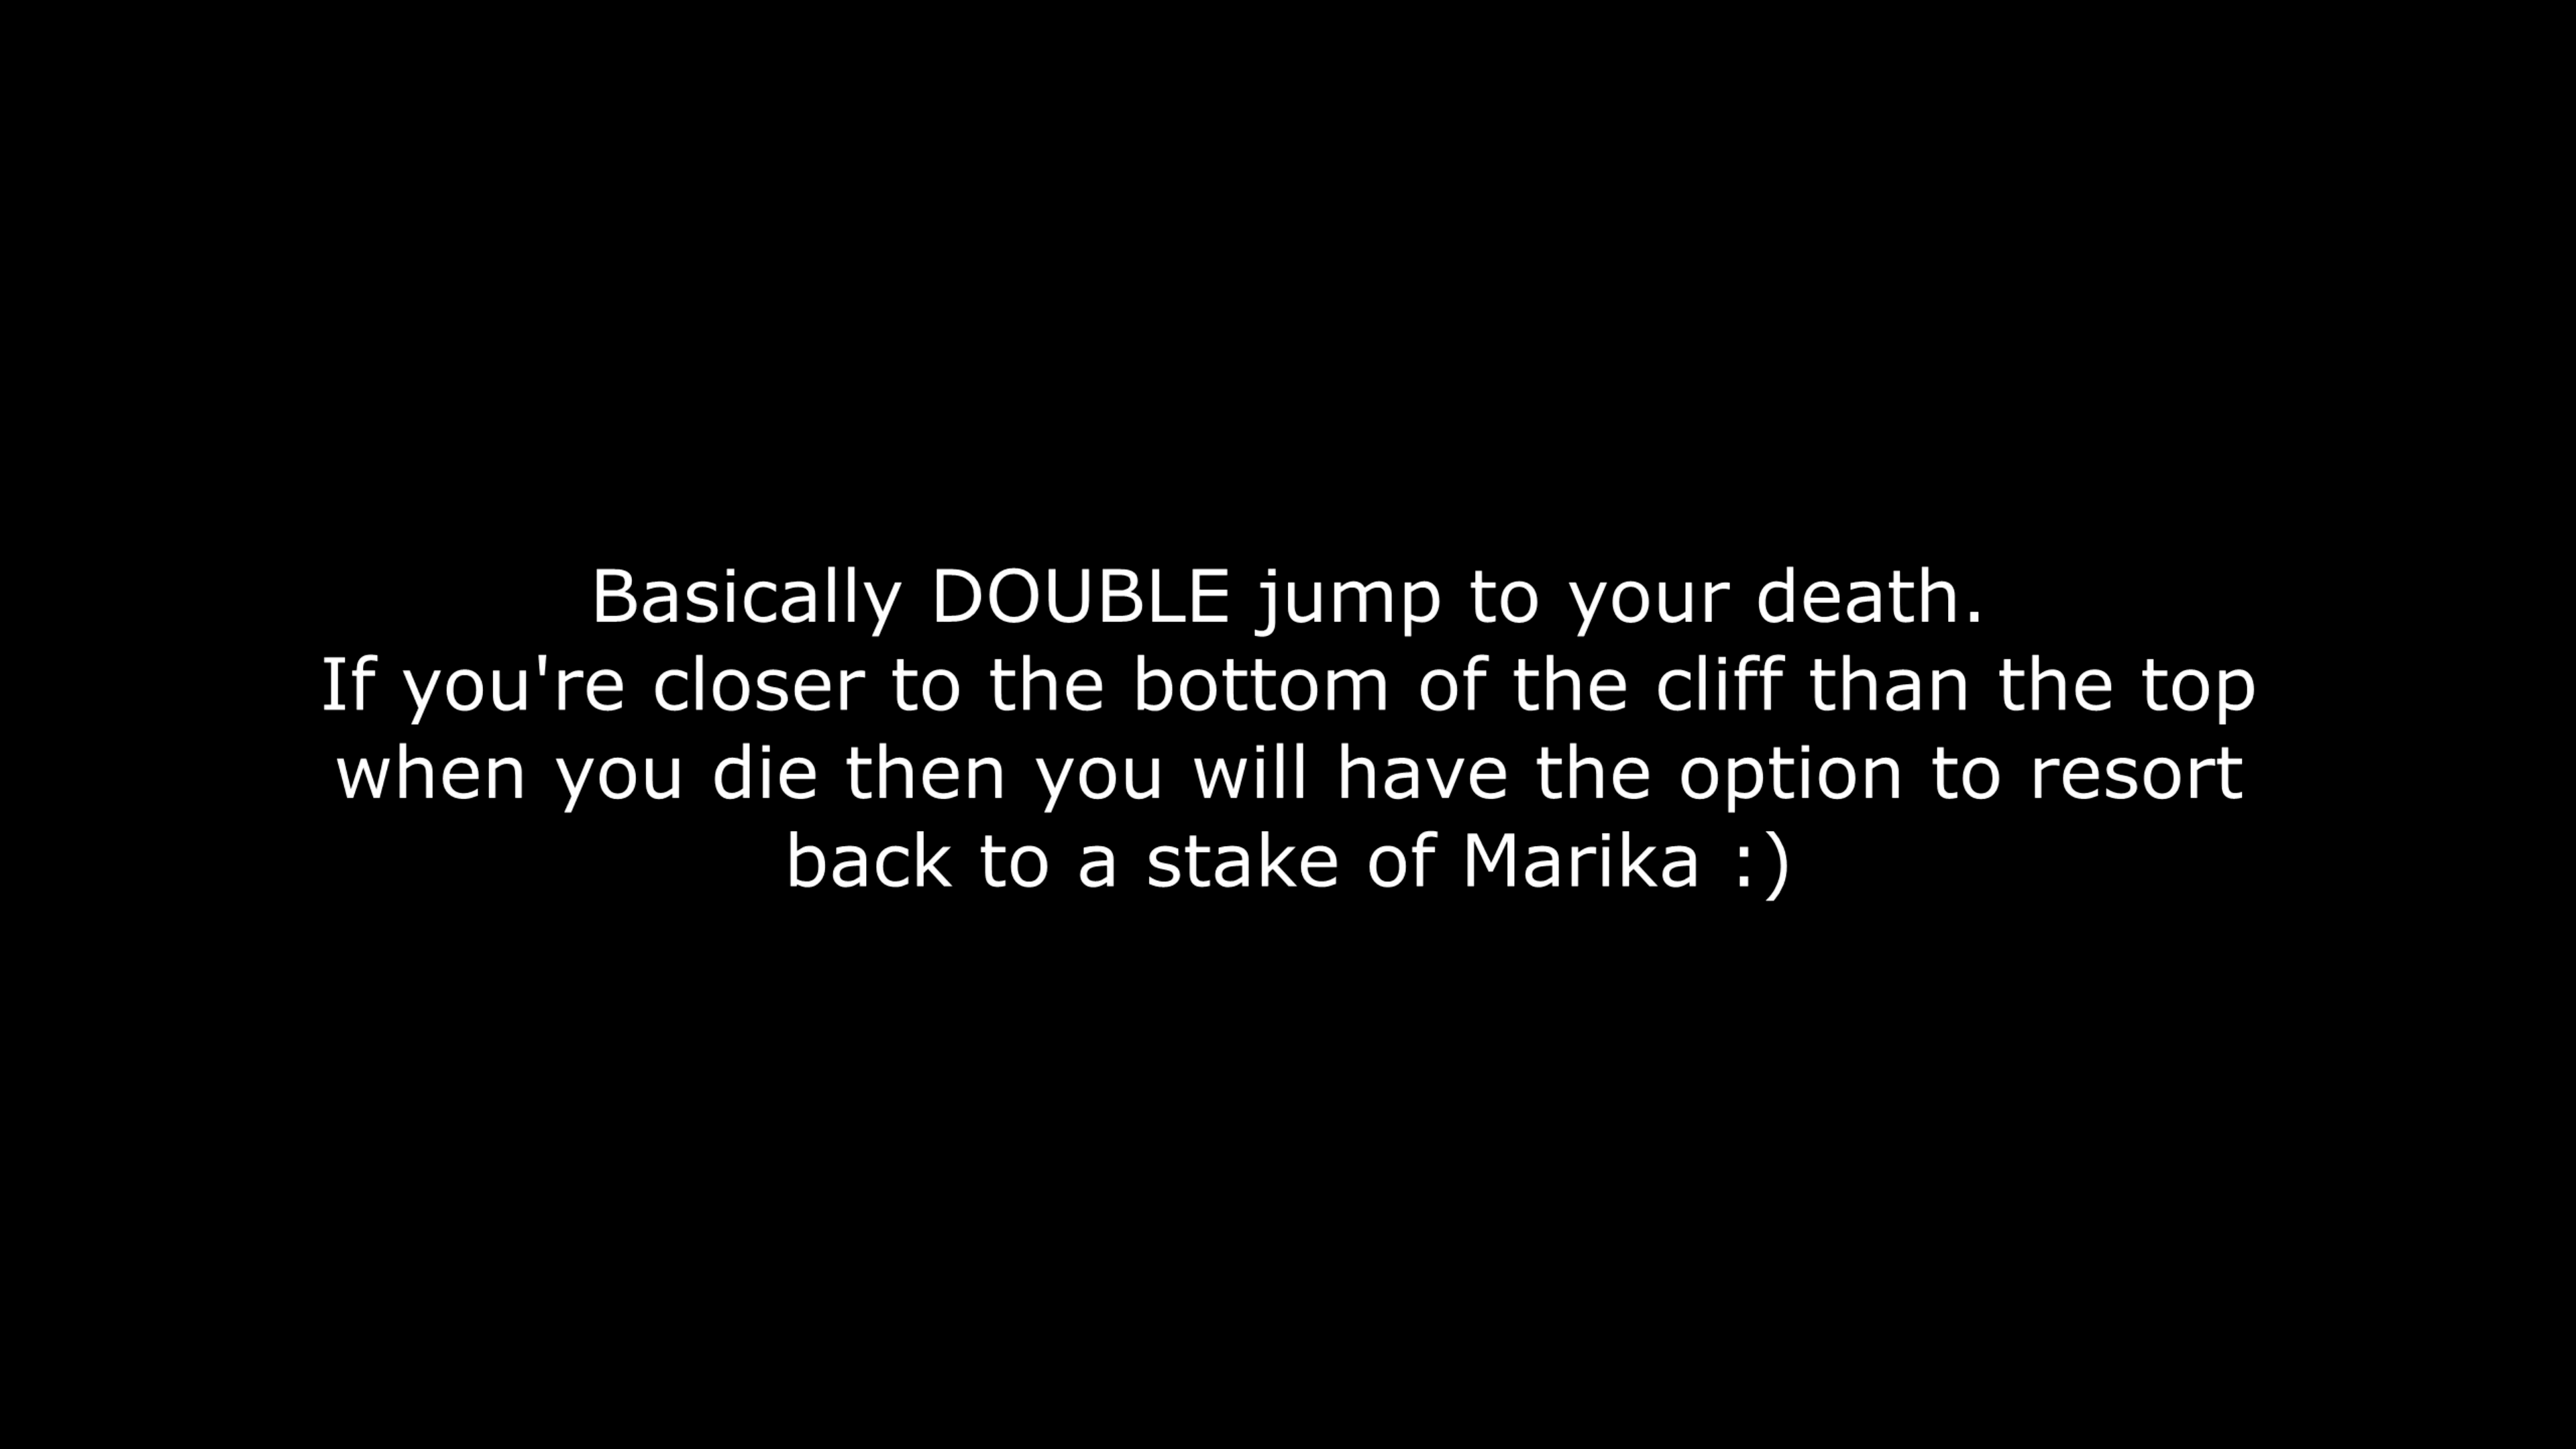 Basically DOUBLE jump to your death.
If you're closer to the bottom of the cliff than the top
when you die then you will have the option to resort
back to a stake of Marika :)